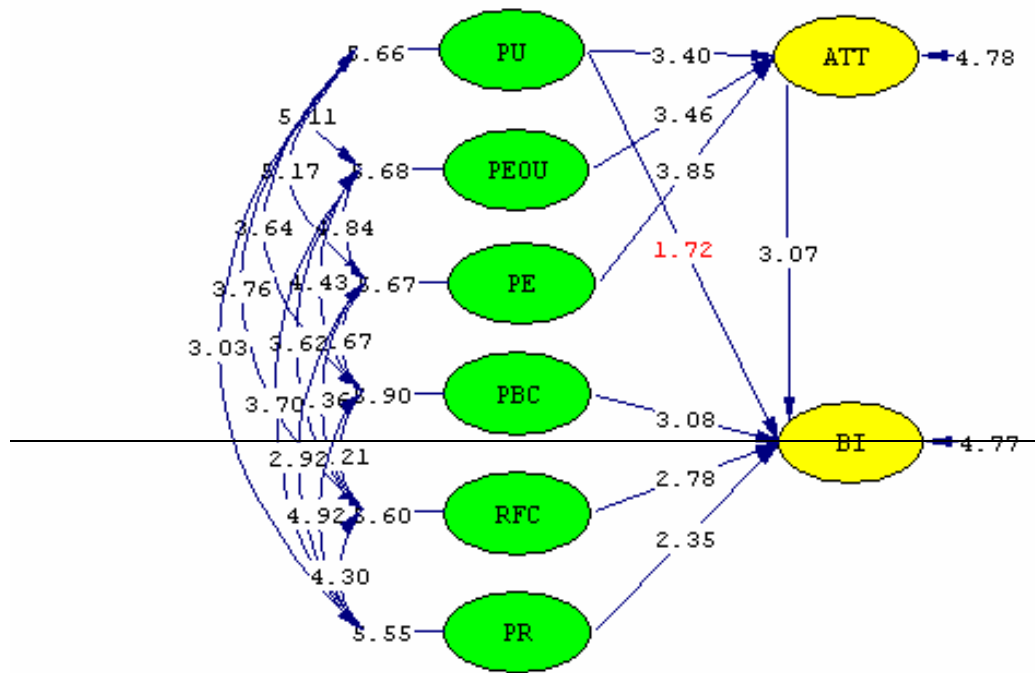 5.66 PU 3.40 ATT 4.78
5.11 3.46
5.17 5.68 PEOU 3.85
3.64 4.84 1.72 3.07
3.76 4.43 5.67 PE
3.03 3.62 .67
3.70 .36 5.90 PBC 3.08
2.92 .21 BI 4.77
4.92 5.60 RFC 2.78
4.30 2.35
5.55 PR